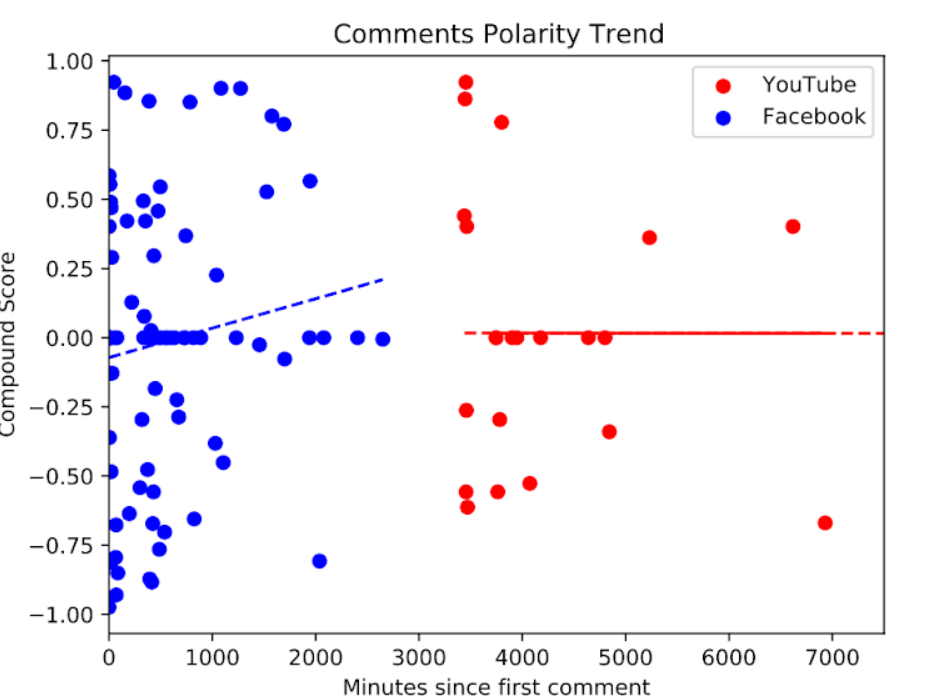 Comments Polarity Trend
1.00
0.75
0.50
0.25
0.00
−0.25
−0.50
−0.75
−1.00
Compound Score
YouTube
Facebook
0 1000 2000 3000 4000 5000 6000 7000
Minutes since first comment